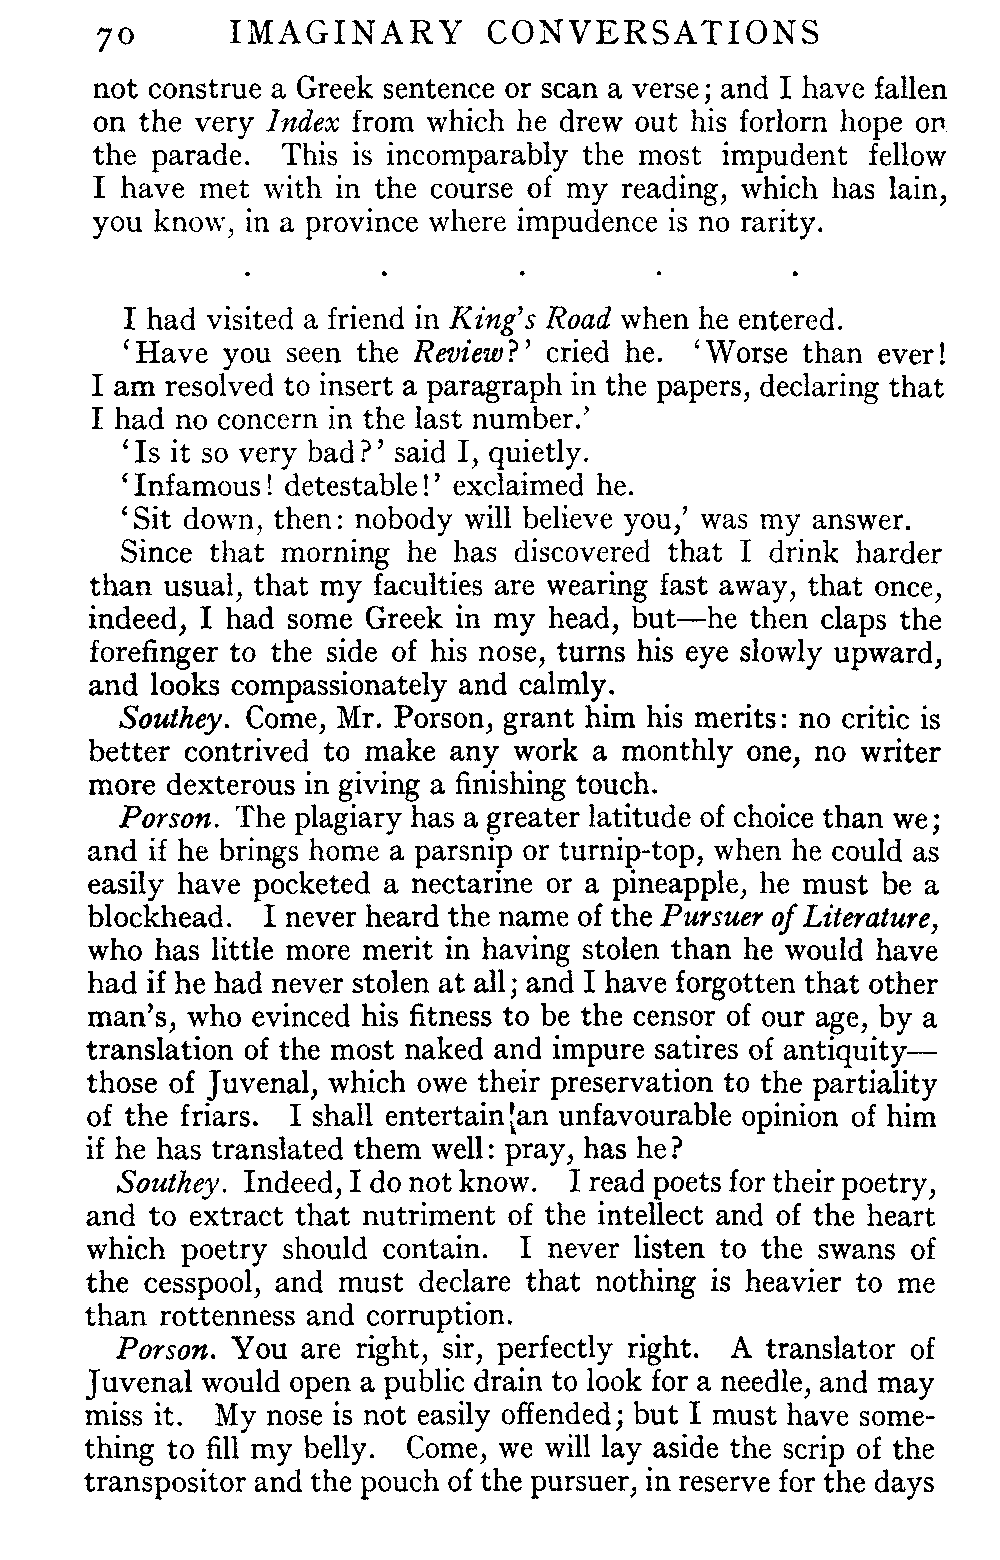 70 IMAGINARY CONVERSATIONS
not construe a Greek sentence or scan a verse; and I have fallen
on the very Index from which he drew out his forlorn hope on
the parade. This is incomparably the most impudent fellow
I have met with in the course of my reading, which has lain,
you know, in a province where impudence is no rarity.
. . . . .
I had visited a friend in King's Road when he entered.
‘Have you seen the Review?’ cried he. ‘Worse than ever!
I am resolved to insert a paragraph in the papers, declaring that
I had no concern in the last number.’
‘Is it so very bad?’ said I, quietly.
‘Infamous! detestable!’ exclaimed he.
‘Sit down, then: nobody will believe you,’ was my answer.
Since that morning he has discovered that I drink harder
than usual, that my faculties are wearing fast away, that once,
indeed, I had some Greek in my head, but—he then claps the
forefinger to the side of his nose, turns his eye slowly upward,
and looks compassionately and calmly.
Southey. Come, Mr. Porson, grant him his merits: no critic is
better contrived to make any work a monthly one, no writer
more dexterous in giving a finishing touch.
Porson. The plagiary has a greater latitude of choice than we;
and if he brings home a parsnip or turnip-top, when he could as
easily have pocketed a nectarine or a pineapple, he must be a
blockhead. I never heard the name of the Pursuer of Literature,
who has little more merit in having stolen than he would have
had if he had never stolen at all; and I have forgotten that other
man's, who evinced his fitness to be the censor of our age, by a
translation of the most naked and impure satires of antiquity—
those of Juvenal, which owe their preservation to the partiality
of the friars. I shall entertain an unfavourable opinion of him
if he has translated them well: pray, has he?
Southey. Indeed, I do not know. I read poets for their poetry,
and to extract that nutriment of the intellect and of the heart
which poetry should contain. I never listen to the swans of
the cesspool, and must declare that nothing is heavier to me
than rottenness and corruption.
Porson. You are right, sir, perfectly right. A translator of
Juvenal would open a public drain to look for a needle, and may
miss it. My nose is not easily offended; but I must have some-
thing to fill my belly. Come, we will lay aside the scrip of the
transpositor and the pouch of the pursuer, in reserve for the days